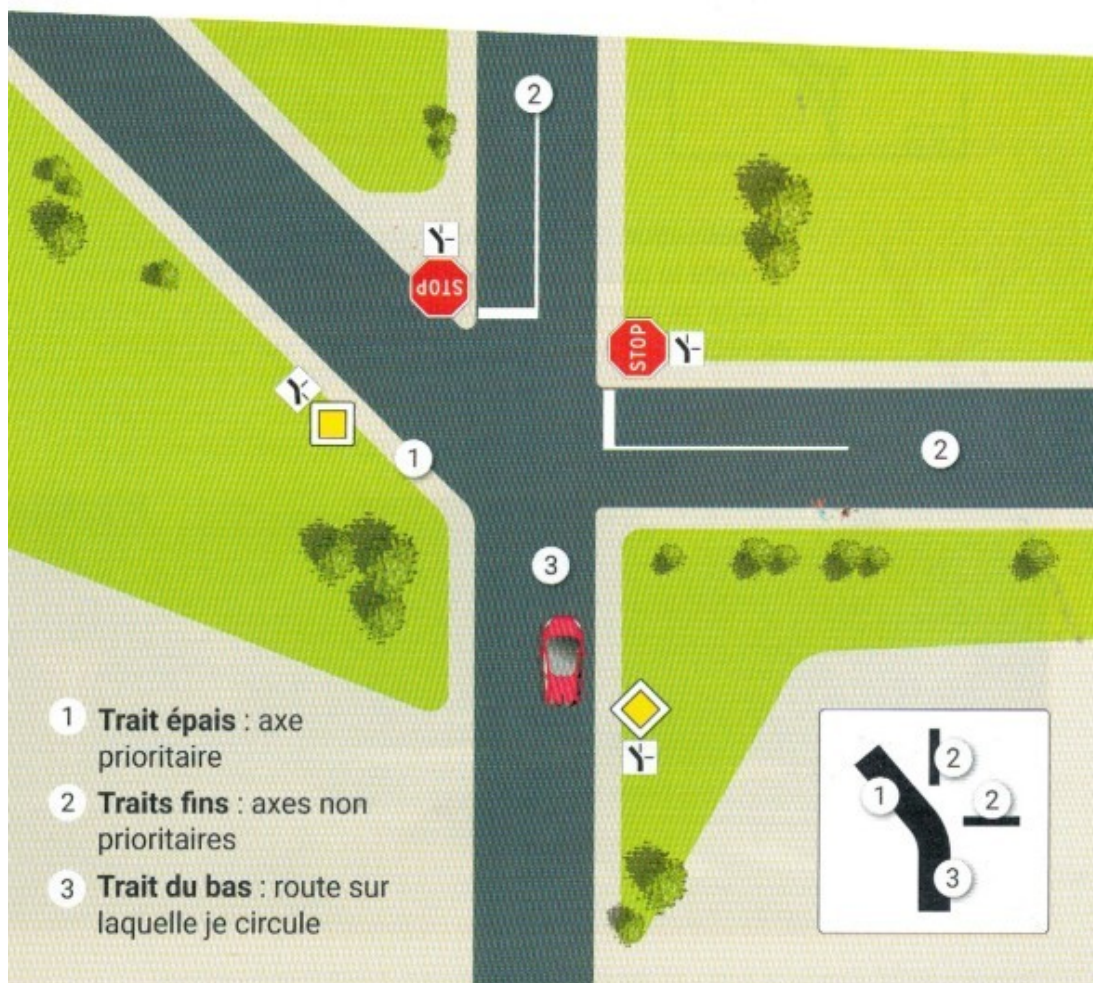 2
STOP
STOP
2
1
3
1 Trait épais : axe
prioritaire
2 Traits fins : axes non
prioritaires
3 Trait du bas : route sur
laquelle je circule
2
1
2
3